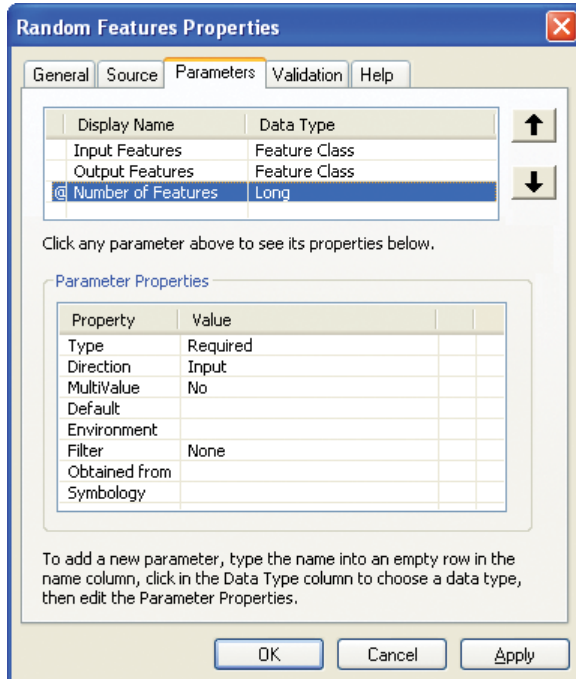 Random Features Properties
General Source Parameters Validation Help
Display Name Data Type
Input Features Feature Class
Output Features Feature Class
@ Number of Features Long
Click any parameter above to see its properties below.
Parameter Properties
Property Value
Type Required
Direction Input
MultiValue No
Default
Environment
Filter None
Obtained from
Symbology
To add a new parameter, type the name into an empty row in the
name column, click in the Data Type column to choose a data type,
then edit the Parameter Properties.
OK Cancel Apply